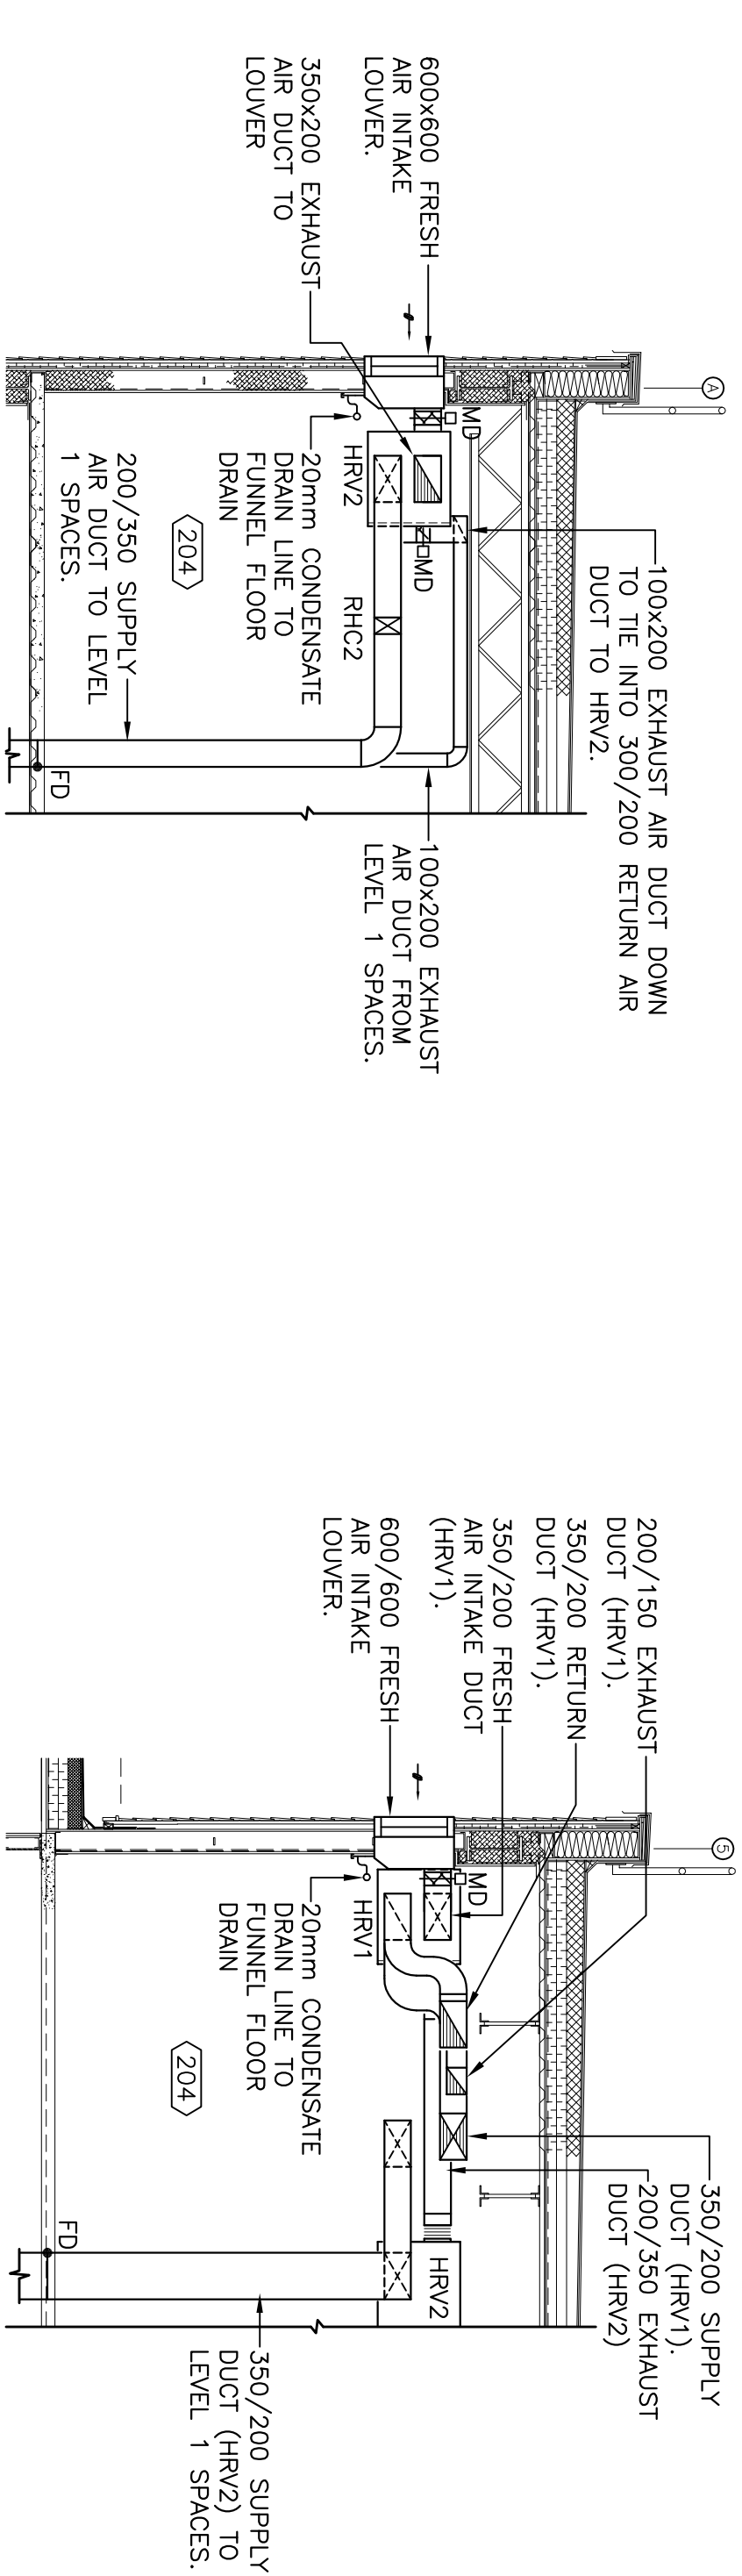 A
600x600 FRESH
AIR INTAKE
LOUVER.
350x200 EXHAUST
AIR DUCT TO
LOUVER
100x200 EXHAUST AIR DUCT DOWN
TO TIE INTO 300/200 RETURN AIR
DUCT TO HRV2.
MD
MD
HRV2
RHC2
20mm CONDENSATE
DRAIN LINE TO
FUNNEL FLOOR
DRAIN
204
200/350 SUPPLY
AIR DUCT TO LEVEL
1 SPACES.
FD
100x200 EXHAUST
AIR DUCT FROM
LEVEL 1 SPACES.
5
200/150 EXHAUST
DUCT (HRV1).
350/200 RETURN
DUCT (HRV1).
350/200 FRESH
AIR INTAKE DUCT
(HRV1).
600/600 FRESH
AIR INTAKE
LOUVER.
MD
HRV1
20mm CONDENSATE
DRAIN LINE TO
FUNNEL FLOOR
DRAIN
204
FD
HRV2
350/200 SUPPLY
DUCT (HRV1).
200/350 EXHAUST
DUCT (HRV2)
350/200 SUPPLY
DUCT (HRV2) TO
LEVEL 1 SPACES.